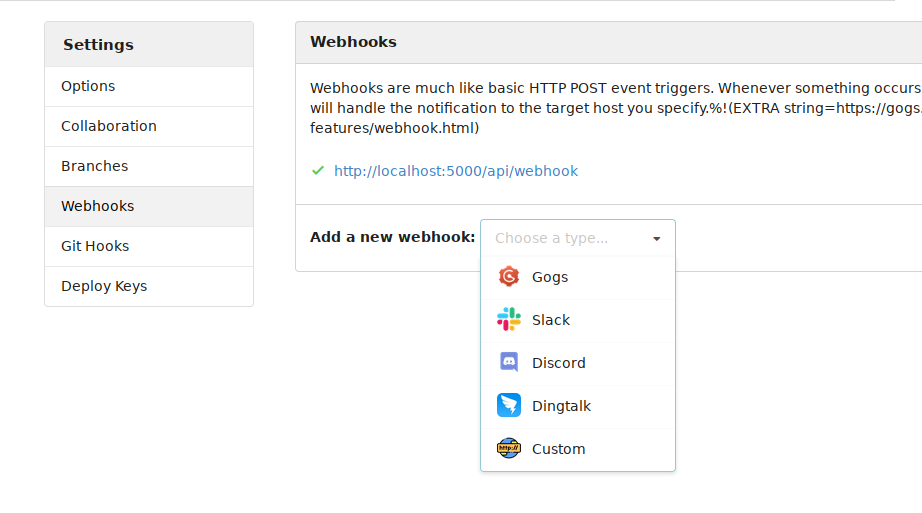 Settings
Options
Collaboration
Branches
Webhooks
Git Hooks
Deploy Keys
Webhooks
Webhooks are much like basic HTTP POST event triggers. Whenever something occurs
will handle the notification to the target host you specify.%!(EXTRA string=https://gogs.
features/webhook.html)
http://localhost:5000/api/webhook
Add a new webhook: Choose a type...
Gogs
Slack
Discord
Dingtalk
http:// Custom